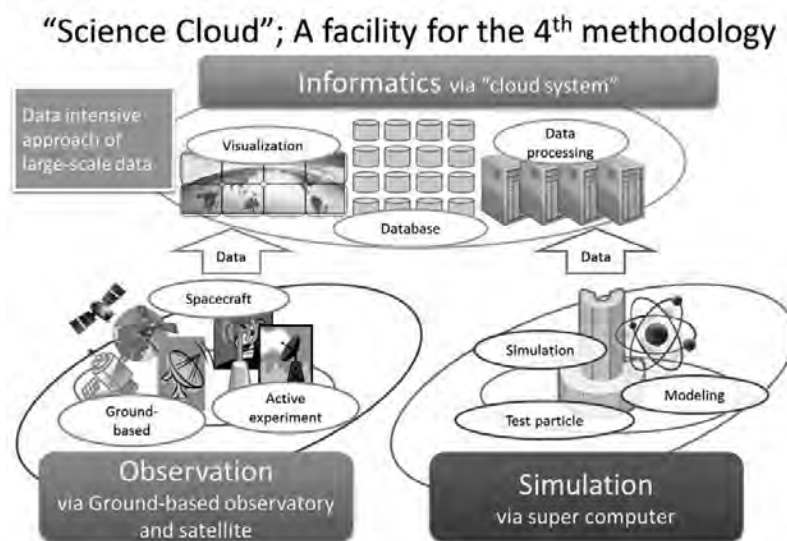 “Science Cloud”; A facility for the 4th methodology
Informatics via “cloud system“
Data intensive
approach of
large-scale data
Visualization
Data
processing
Database
Data
Data
Spacecraft
Ground-
based
Active
experiment
Simulation
Modeling
Test particle
Observation
via Ground-based observatory
and satellite
Simulation
via super computer